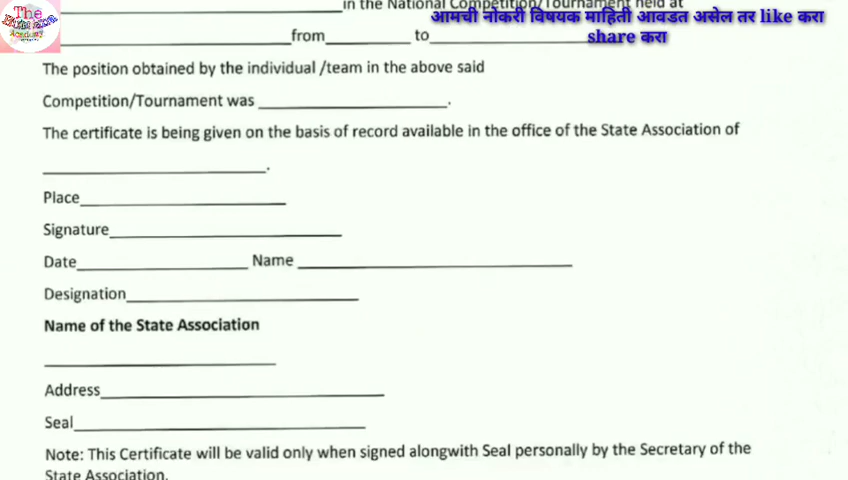 The
Academy
in the National Competition/Tournament held at
आमची नोकरी विषयक माहिती आवडत असेल तर like करा
share करा
from to
The position obtained by the individual /team in the above said
Competition/Tournament was .
The certificate is being given on the basis of record available in the office of the State Association of
.
Place
Signature
Date Name
Designation
Name of the State Association
Address
Seal
Note: This Certificate will be valid only when signed alongwith Seal personally by the Secretary of the
State Association.